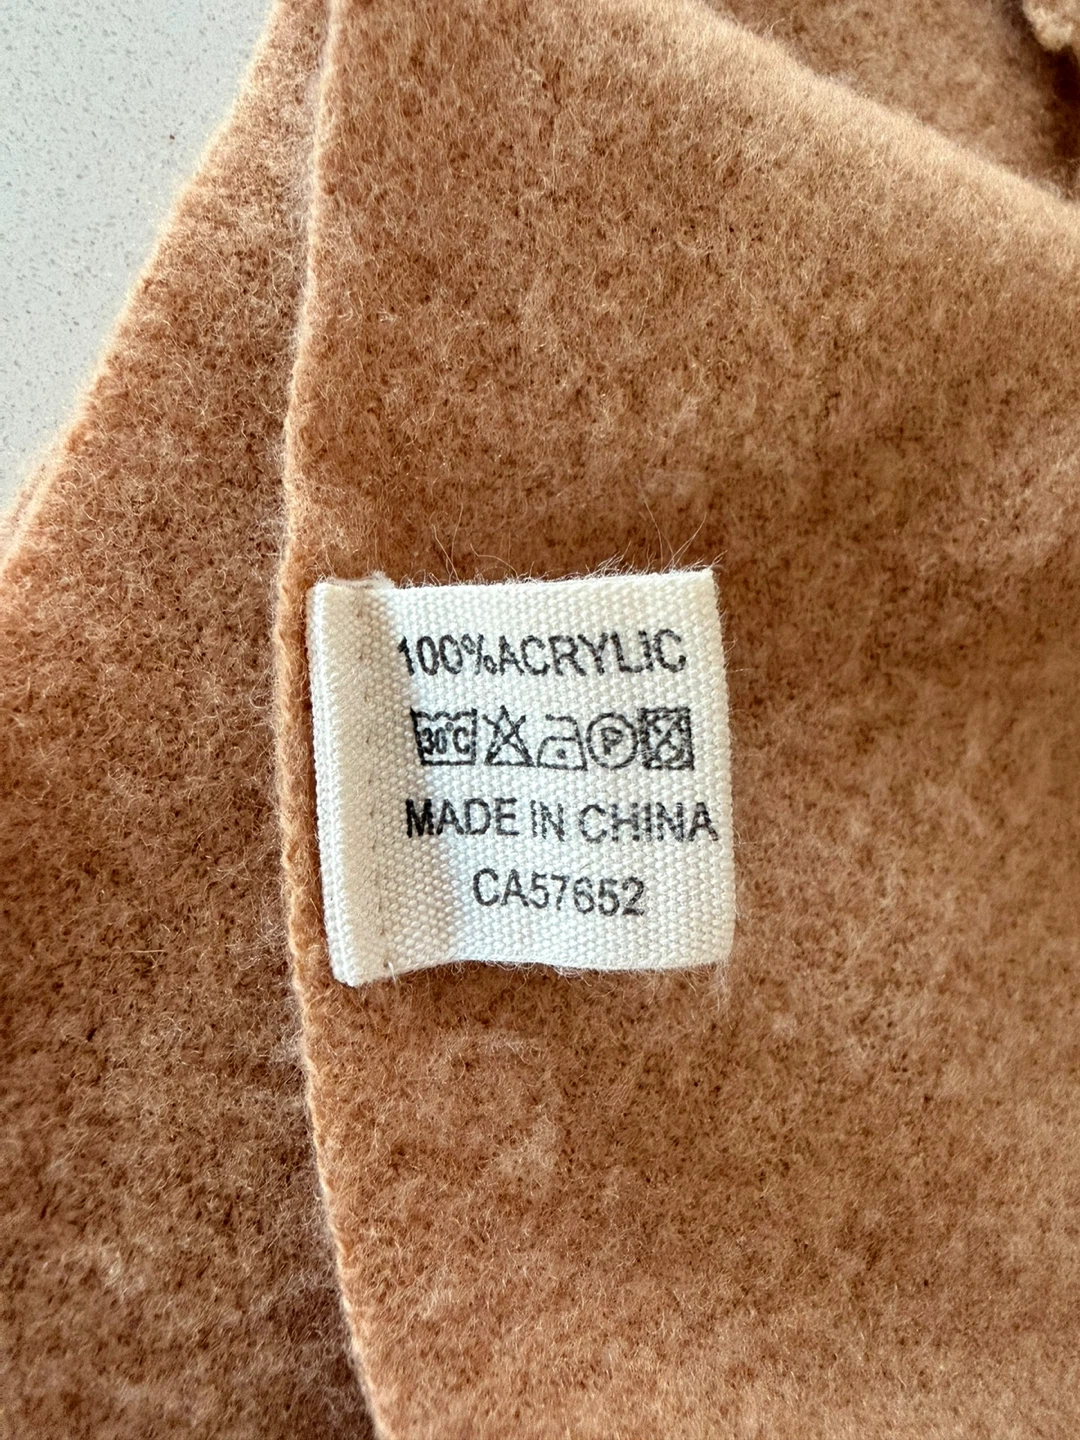 100%ACRYLIC
30°C P
MADE IN CHINA
CA57652